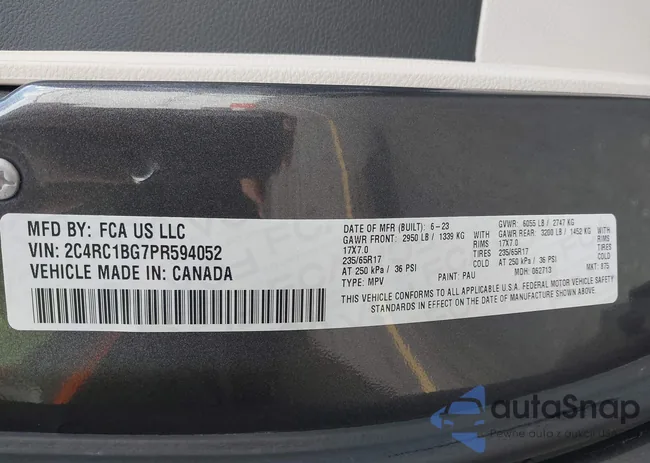 MFD BY: FCA US LLC
VIN: 2C4RC1BG7PR594052
VEHICLE MADE IN: CANADA
DATE OF MFR (BUILT): 6-23
GAWR FRONT: 2950 LB / 1339 KG
17X7.0
235/65R17
AT 250 kPa / 36 PSI
TYPE: MPV
RIMS
TIRES
COLD
PAINT: PAU
GVWR: 6055 LB / 2747 KG
GAWR REAR: 3200 LB / 1452 KG
17X7.0
235/65R17
AT 250 kPa / 36 PSI
MDH: 062713
RIMS
TIRES
COLD
MKT: 875
THIS VEHICLE CONFORMS TO ALL APPLICABLE U.S.A. FEDERAL MOTOR VEHICLE SAFETY
STANDARDS IN EFFECT ON THE DATE OF MANUFACTURE SHOWN ABOVE.
autaSnap
Pewne auta z aukcji